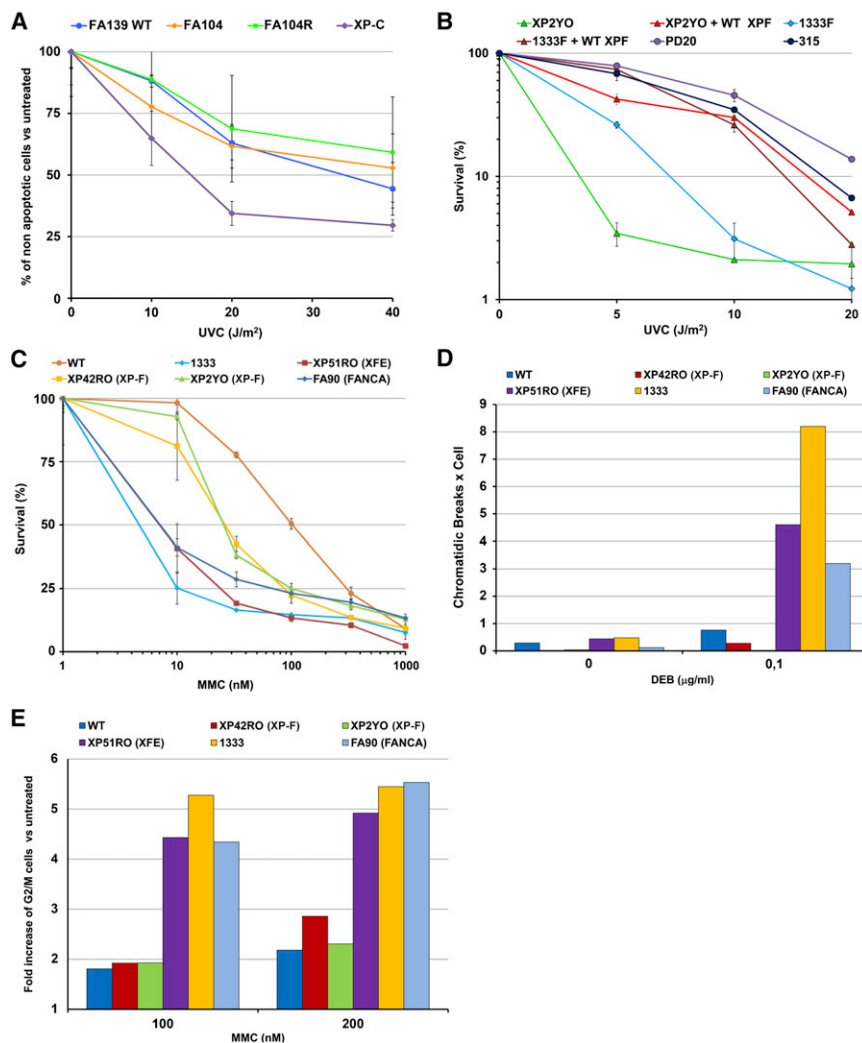 A
FA139 WT FA104 FA104R XP-C
100
75
50
25
0
% of non apoptotic cells vs untreated
0 10 20 30 40
UVC (J/m²)
B
XP2YO XP2YO + WT XPF 1333F
1333F + WT XPF PD20 315
100
10
1
Survival (%)
0 5 10 20
UVC (J/m²)
C
WT 1333 XP51RO (XFE)
XP42RO (XP-F) XP2YO (XP-F) FA90 (FANCA)
100
75
50
25
0
Survival (%)
1 10 100 1000
MMC (nM)
D
WT XP42RO (XP-F) XP2YO (XP-F)
XP51RO (XFE) 1333 FA90 (FANCA)
9
8
7
6
5
4
3
2
1
0
Chromatidic Breaks x Cell
0 0,1
DEB (µg/ml)
E
WT XP42RO (XP-F) XP2YO (XP-F)
XP51RO (XFE) 1333 FA90 (FANCA)
6
5
4
3
2
1
Fold increase of G2/M cells vs untreated
100 200
MMC (nM)